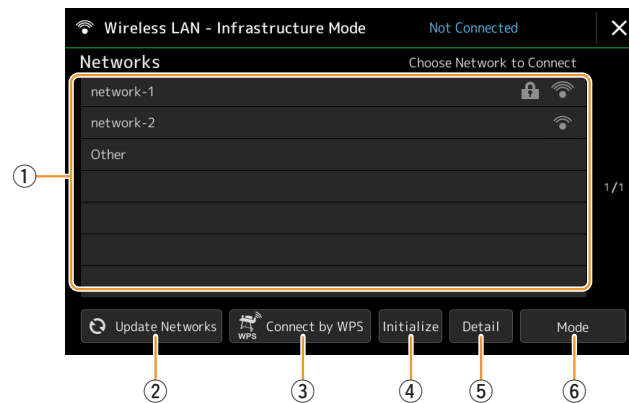 Wireless LAN - Infrastructure Mode Not Connected
Networks Choose Network to Connect
network-1
network-2
Other
① 1/1
Update Networks WPS Connect by WPS Initialize Detail Mode
② ③ ④ ⑤ ⑥